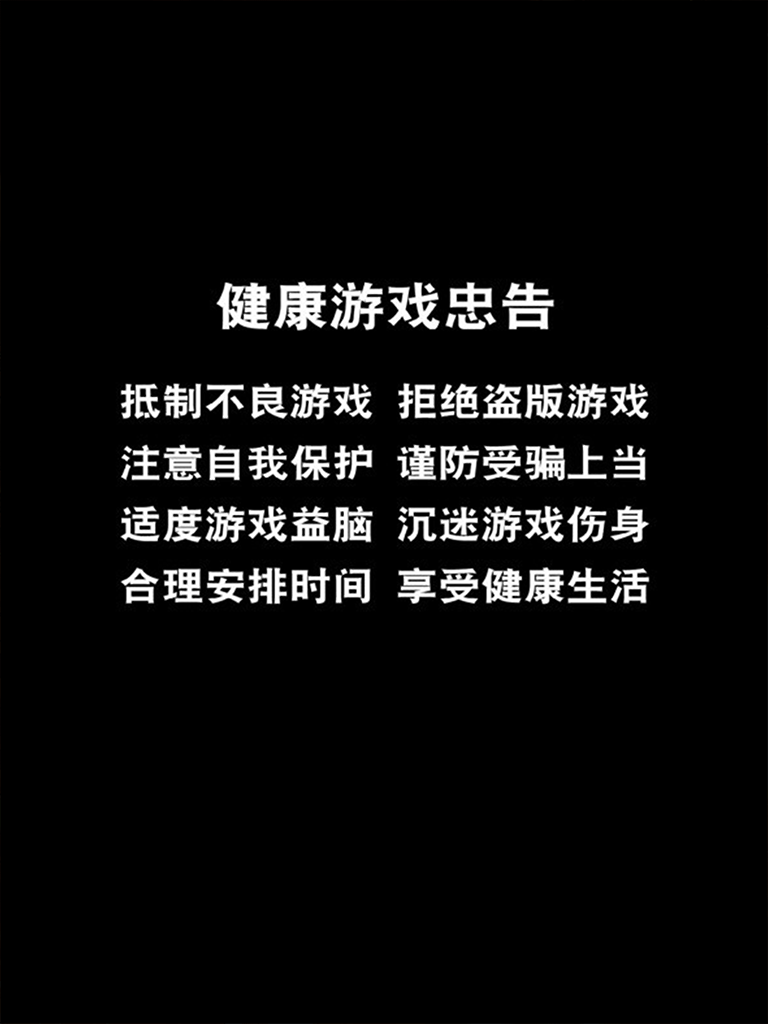 健康游戏忠告
抵制不良游戏 拒绝盗版游戏
注意自我保护 谨防受骗上当
适度游戏益脑 沉迷游戏伤身
合理安排时间 享受健康生活